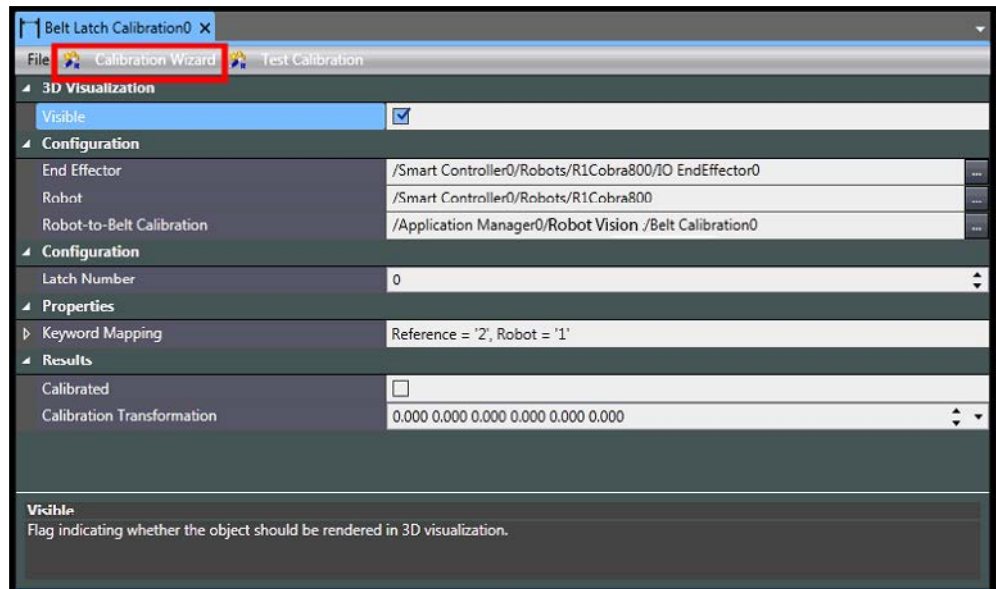 Belt Latch Calibration0 X
File Calibration Wizard Test Calibration
3D Visualization
Visible
Configuration
End Effector /Smart Controller0/Robots/R1Cobra800/IO EndEffector0 ...
Robot /Smart Controller0/Robots/R1Cobra800 ...
Robot-to-Belt Calibration /Application Manager0/Robot Vision :/Belt Calibration0 ...
Configuration
Latch Number 0
Properties
Keyword Mapping Reference = '2', Robot = '1'
Results
Calibrated
Calibration Transformation 0.000 0.000 0.000 0.000 0.000 0.000
Visible
Flag indicating whether the object should be rendered in 3D visualization.